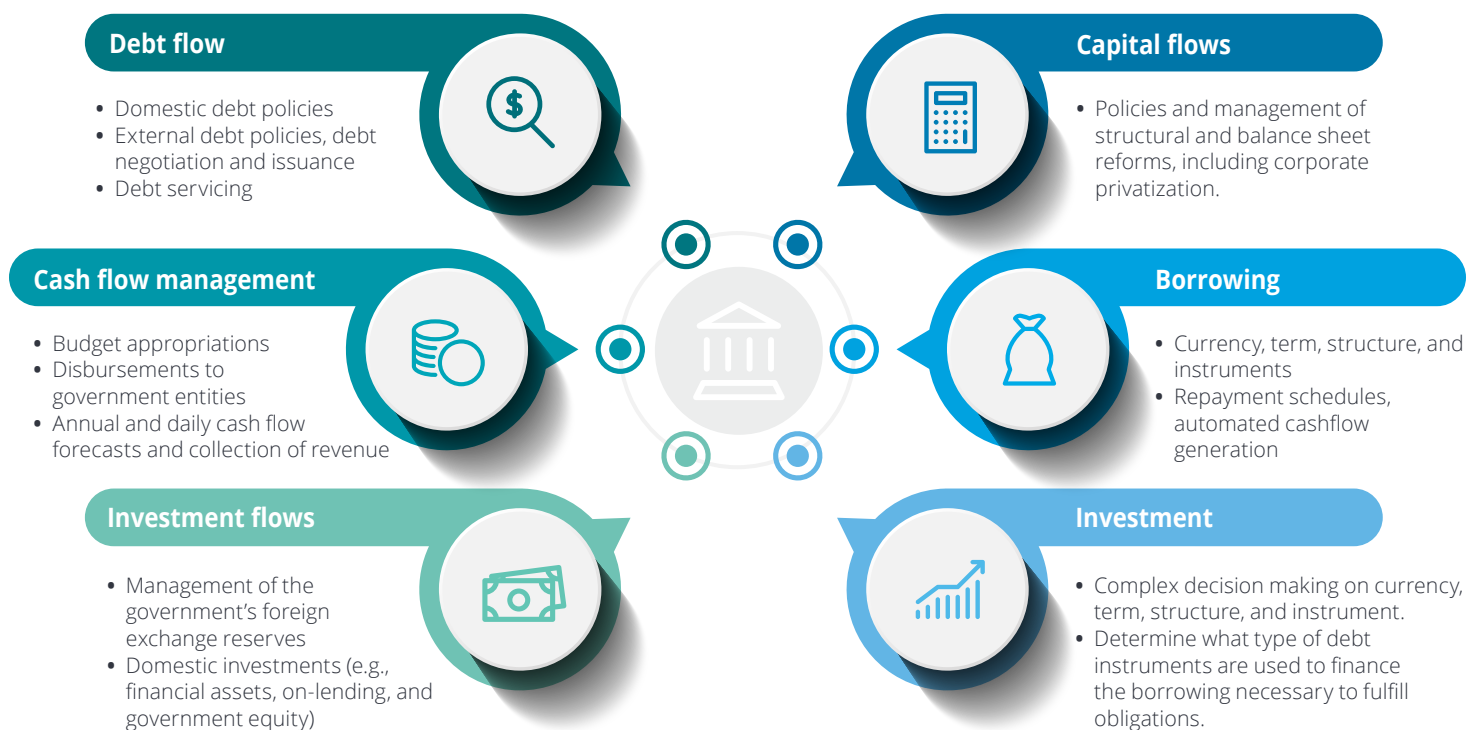 Debt flow
• Domestic debt policies
• External debt policies, debt
negotiation and issuance
• Debt servicing
Capital flows
• Policies and management of
structural and balance sheet
reforms, including corporate
privatization.
Cash flow management
• Budget appropriations
• Disbursements to
government entities
• Annual and daily cash flow
forecasts and collection of revenue
Borrowing
• Currency, term, structure, and
instruments
• Repayment schedules,
automated cashflow
generation
Investment flows
• Management of the
government’s foreign
exchange reserves
• Domestic investments (e.g.,
financial assets, on-lending, and
government equity)
Investment
• Complex decision making on currency,
term, structure, and instrument.
• Determine what type of debt
instruments are used to finance
the borrowing necessary to fulfill
obligations.
$